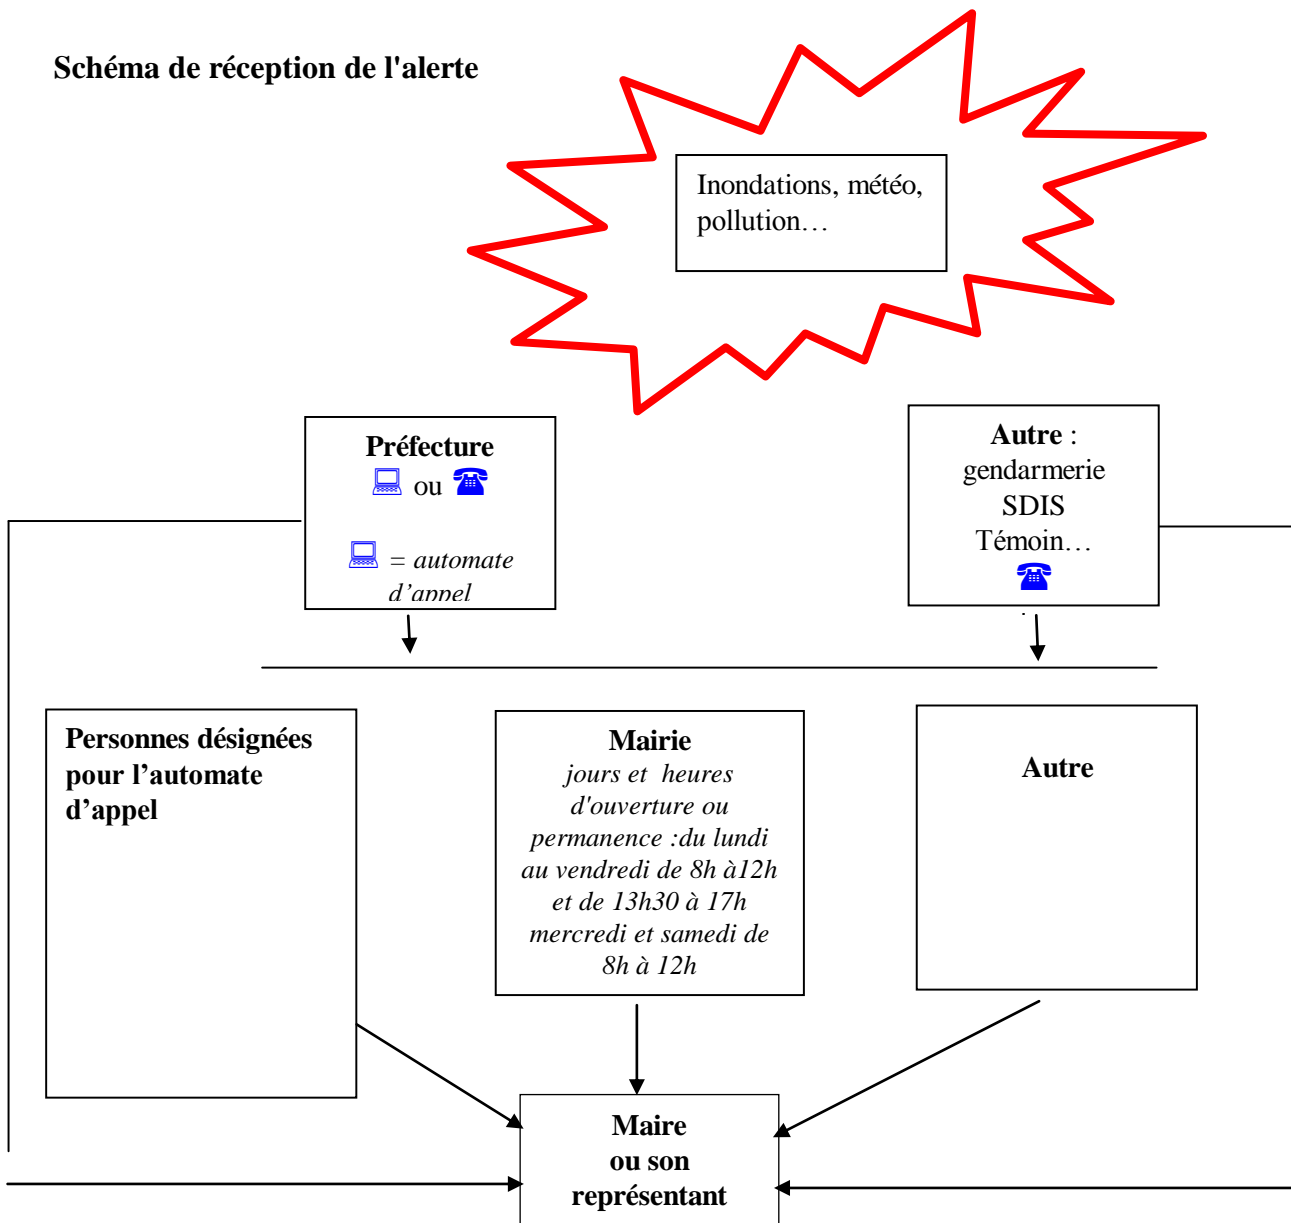 Schéma de réception de l'alerte
Inondations, météo,
pollution…
Préfecture
ou
= automate
d’appel
Autre :
gendarmerie
SDIS
Témoin…
Personnes désignées
pour l’automate
d’appel
Mairie
jours et heures
d'ouverture ou
permanence :du lundi
au vendredi de 8h à12h
et de 13h30 à 17h
mercredi et samedi de
8h à 12h
Autre
Maire
ou son
représentant